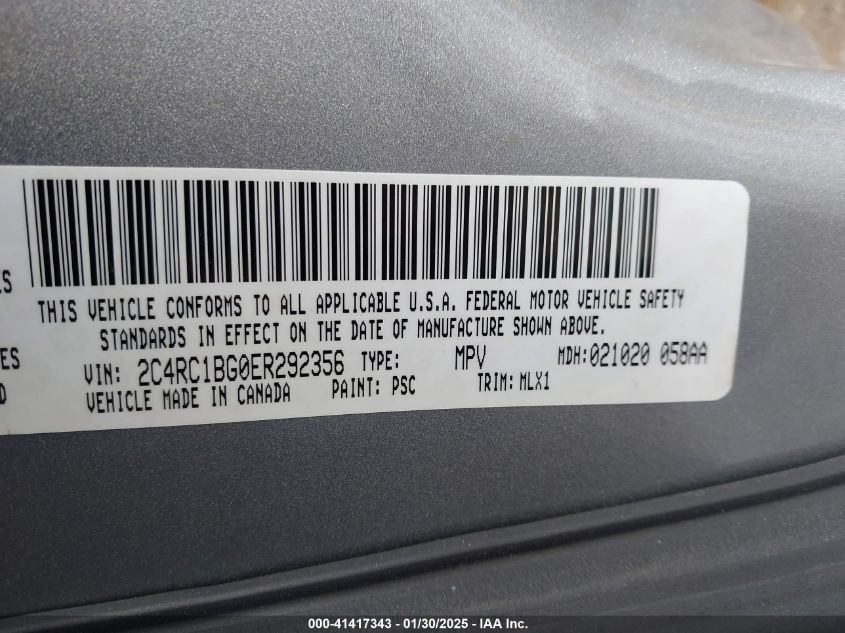 THIS VEHICLE CONFORMS TO ALL APPLICABLE U.S.A. FEDERAL MOTOR VEHICLE SAFETY
STANDARDS IN EFFECT ON THE DATE OF MANUFACTURE SHOWN ABOVE.
VIN: 2C4RC1BG0ER292356 TYPE: MPV MDH:021020 058AA
VEHICLE MADE IN CANADA PAINT: PSC TRIM: MLX1
000-41417343 — 01/30/2025 — IAA Inc.